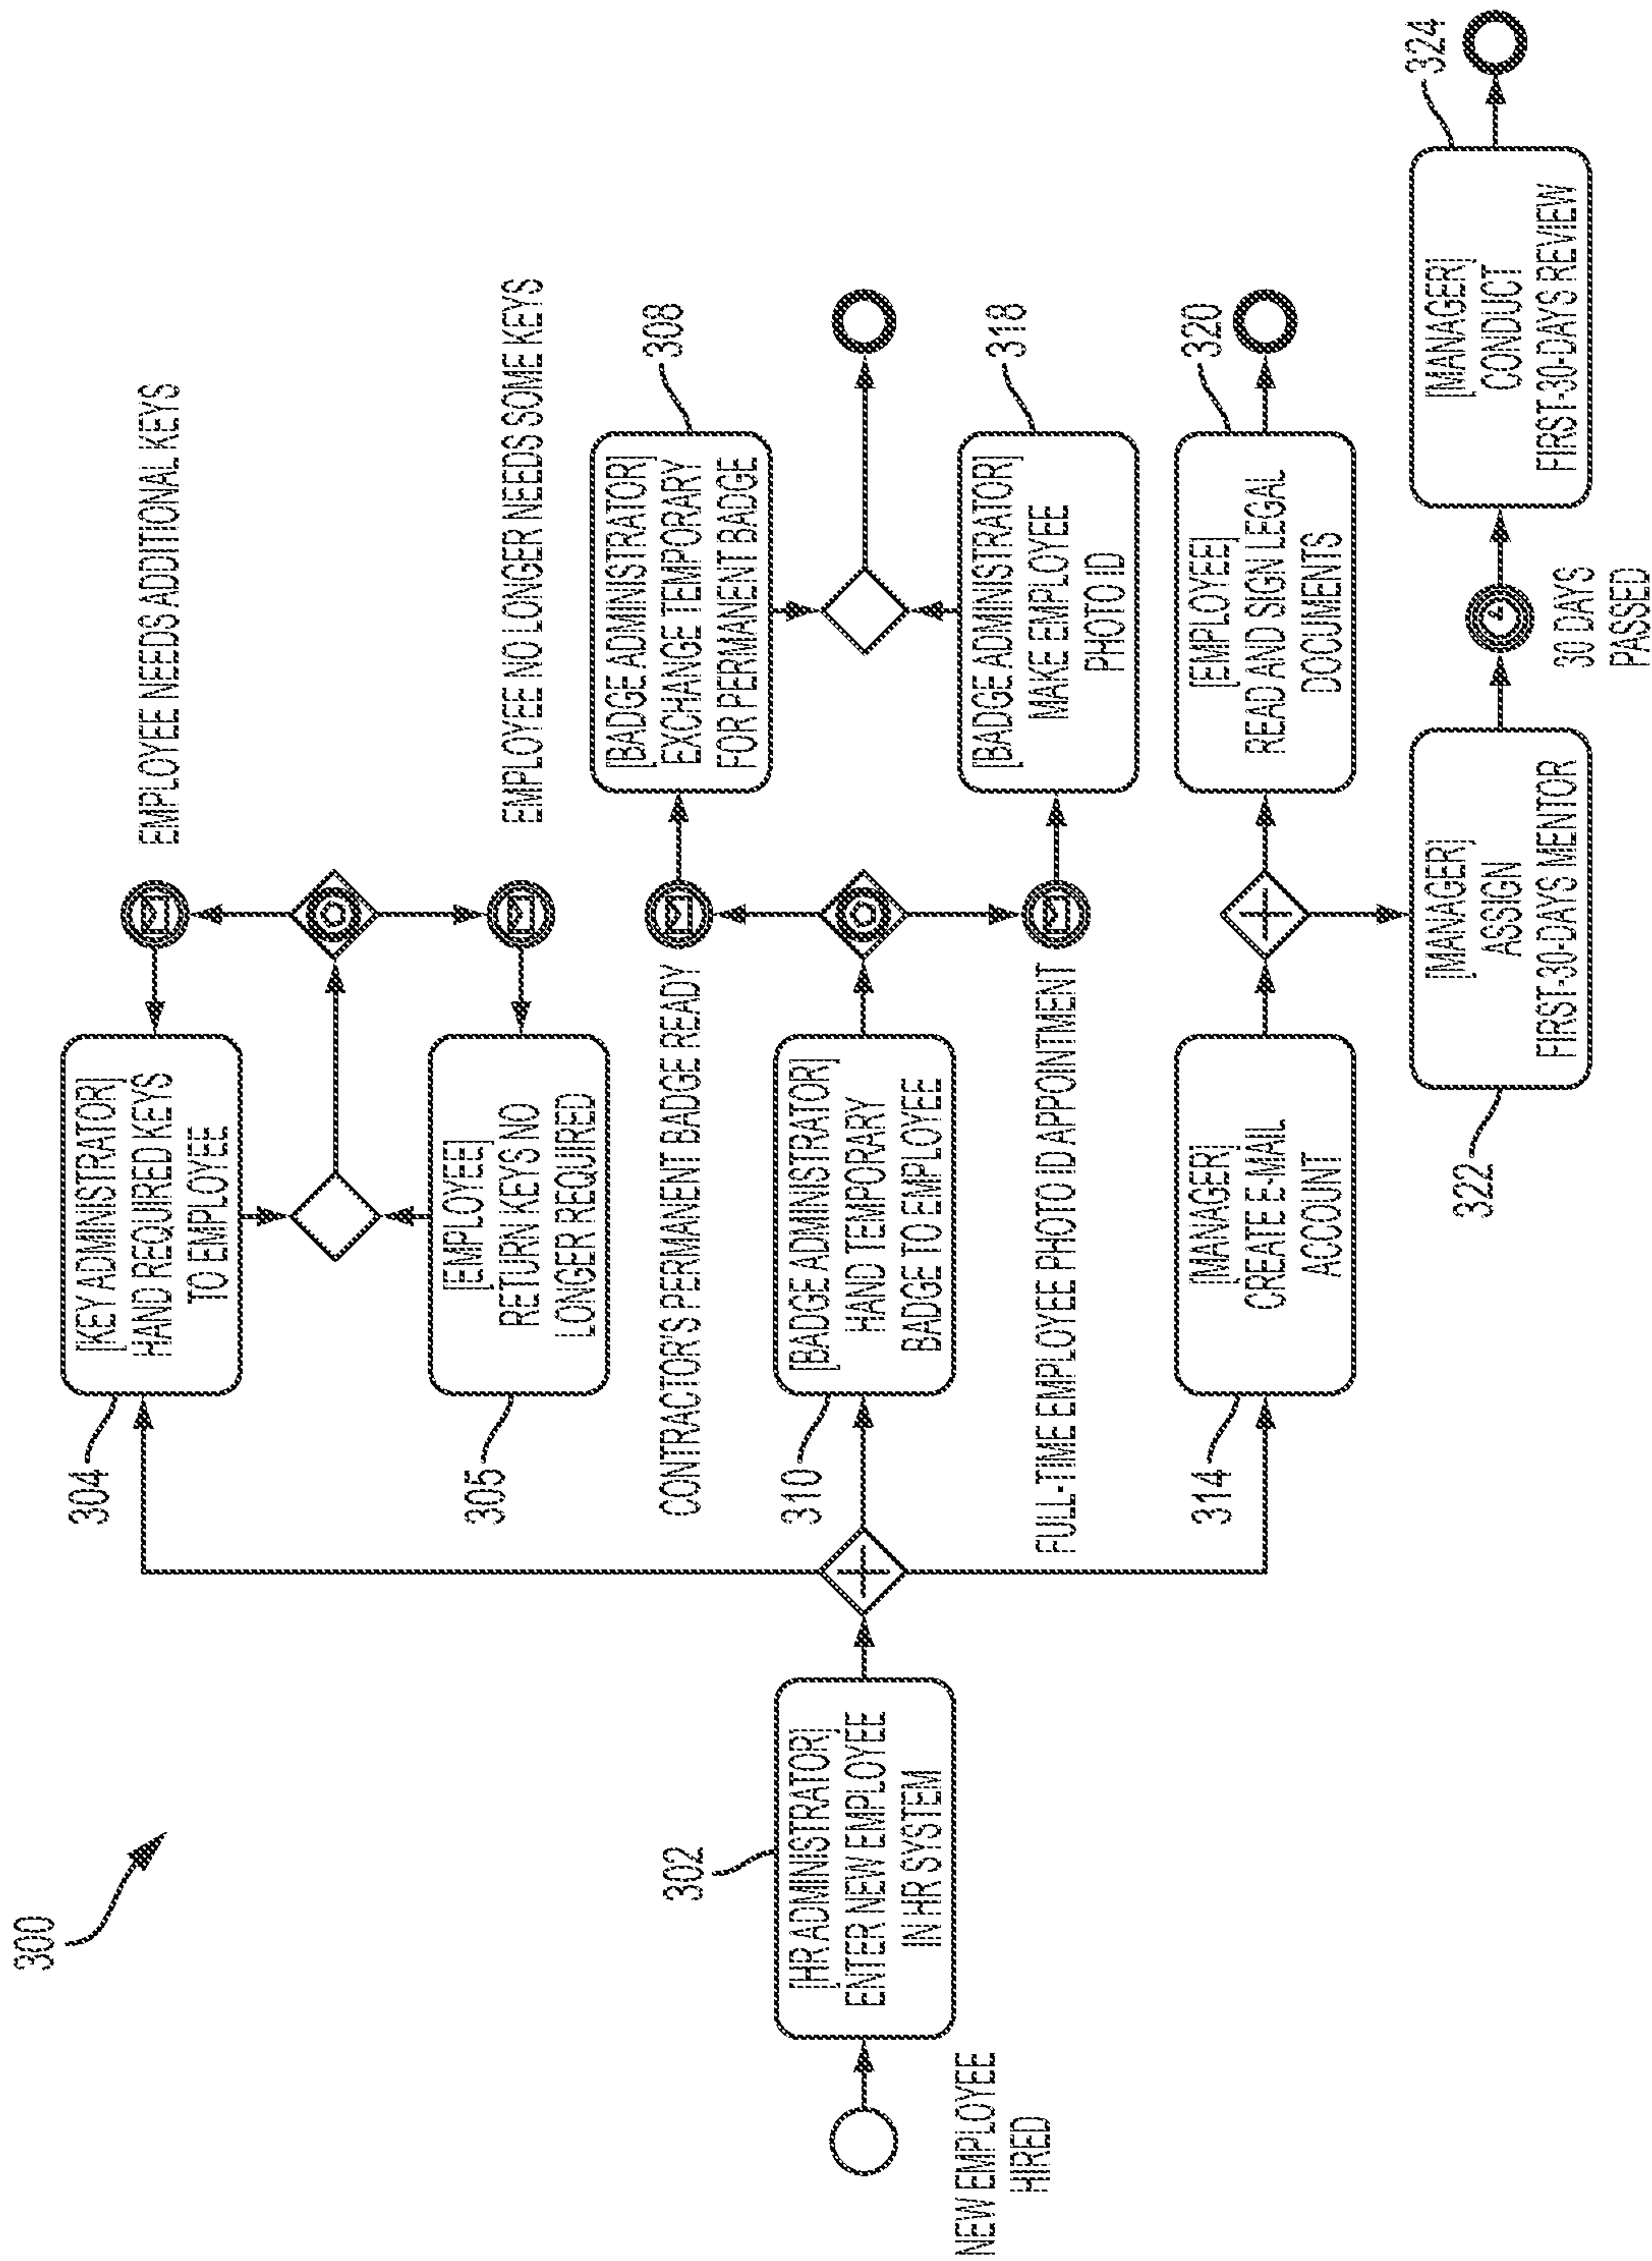 300
NEW EMPLOYEE
HIRED
302
[HR ADMINISTRATOR]
ENTER NEW EMPLOYEE
IN HR SYSTEM
304
[KEY ADMINISTRATOR]
HAND REQUIRED KEYS
TO EMPLOYEE
EMPLOYEE NEEDS ADDITIONAL KEYS
305
[EMPLOYEE]
RETURN KEYS NO
LONGER REQUIRED
EMPLOYEE NO LONGER NEEDS SOME KEYS
CONTRACTOR'S PERMANENT BADGE READY
308
[BADGE ADMINISTRATOR]
EXCHANGE TEMPORARY
FOR PERMANENT BADGE
310
[BADGE ADMINISTRATOR]
HAND TEMPORARY
BADGE TO EMPLOYEE
FULL-TIME EMPLOYEE PHOTO ID APPOINTMENT
318
[BADGE ADMINISTRATOR]
MAKE EMPLOYEE
PHOTO ID
314
[MANAGER]
CREATE E-MAIL
ACCOUNT
320
[EMPLOYEE]
READ AND SIGN LEGAL
DOCUMENTS
322
[MANAGER]
ASSIGN
FIRST-30-DAYS MENTOR
30 DAYS
PASSED
324
[MANAGER]
CONDUCT
FIRST-30-DAYS REVIEW